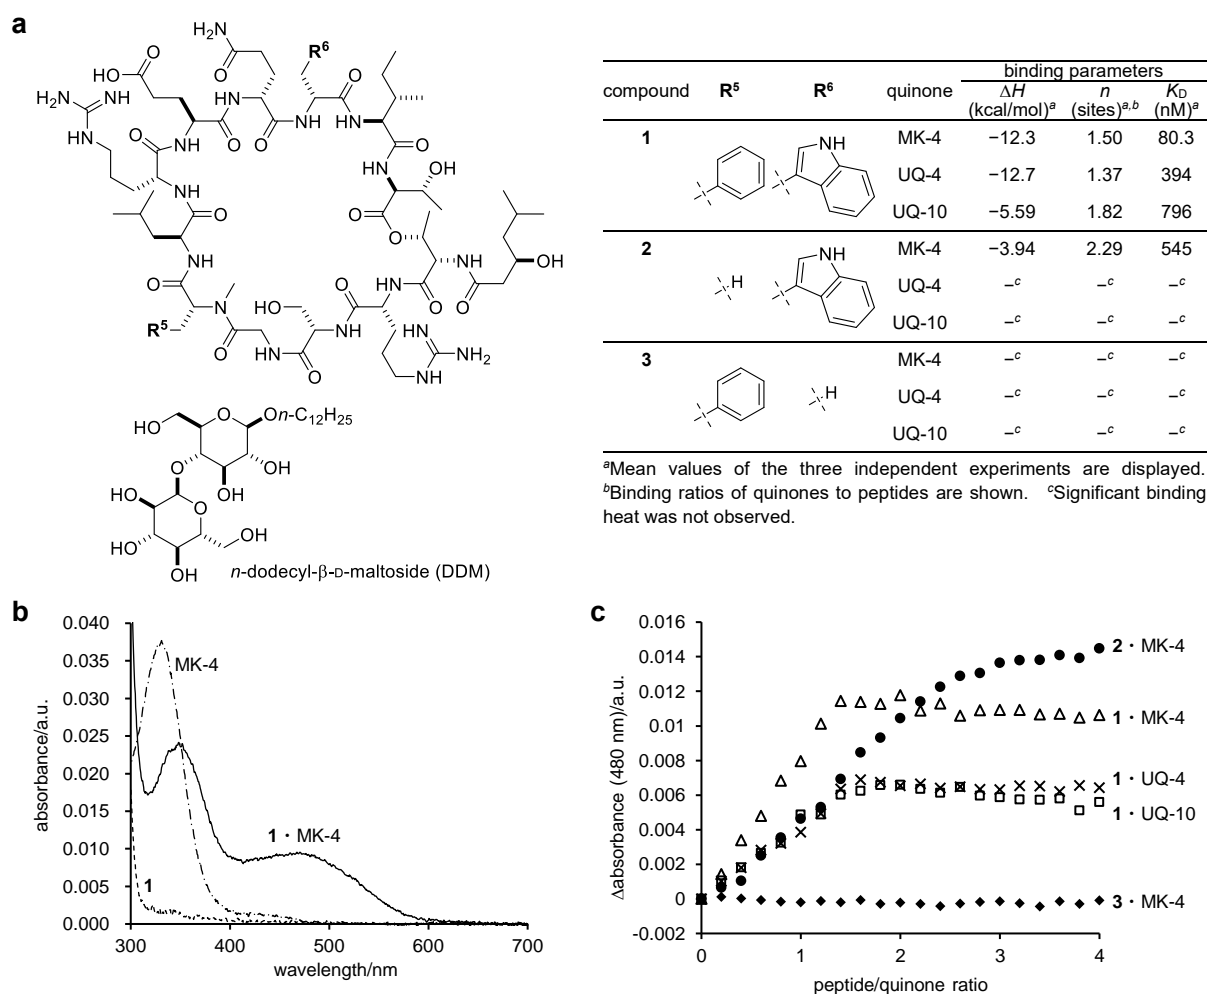 a
H₂N
O
R⁶
O
HO
O
HN
O
H₂N
NH
HN
NH
O
O
NH
HN
O
O
NH
O
HN
OH
NH
O
O
O
NH
OH
O
NH
HO
HN
O
O
O
N
O
NH
HN
R⁵
O
HN
O
NH₂
NH
O
HO
O
On-C₁₂H₂₅
O
OH
OH
HO
O
HO
OH
OH
n-dodecyl-β-D-maltoside (DDM)
binding parameters
compound R⁵ R⁶ quinone ΔH n K_D
(kcal/mol)ᵃ (sites)ᵃ,ᵇ (nM)ᵃ
1 NH MK-4 −12.3 1.50 80.3
UQ-4 −12.7 1.37 394
UQ-10 −5.59 1.82 796
2 H NH MK-4 −3.94 2.29 545
UQ-4 –ᶜ –ᶜ –ᶜ
UQ-10 –ᶜ –ᶜ –ᶜ
3 H MK-4 –ᶜ –ᶜ –ᶜ
UQ-4 –ᶜ –ᶜ –ᶜ
UQ-10 –ᶜ –ᶜ –ᶜ
ᵃMean values of the three independent experiments are displayed.
ᵇBinding ratios of quinones to peptides are shown. ᶜSignificant binding
heat was not observed.
b
0.040
0.035
0.030
0.025
0.020
0.015
0.010
0.005
0.000
absorbance/a.u.
MK-4
1・MK-4
1
300 400 500 600 700
wavelength/nm
c
0.016
0.014
0.012
0.01
0.008
0.006
0.004
0.002
0
-0.002
Δabsorbance (480 nm)/a.u.
2・MK-4
1・MK-4
1・UQ-4
1・UQ-10
3・MK-4
0 1 2 3 4
peptide/quinone ratio